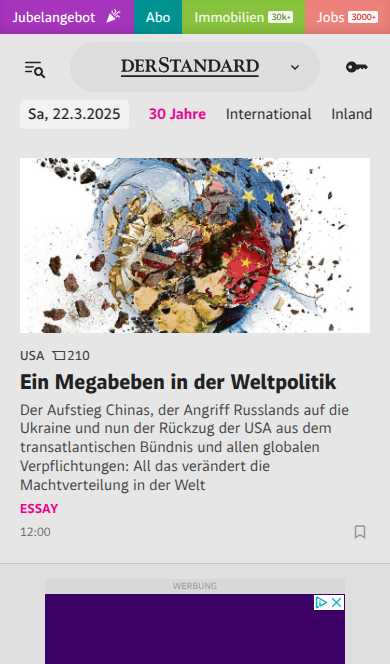 Jubelangebot Abo Immobilien 30k+ Jobs 3000+
DERSTANDARD
Sa, 22.3.2025 30 Jahre International Inland
USA 210
Ein Megabeben in der Weltpolitik
Der Aufstieg Chinas, der Angriff Russlands auf die
Ukraine und nun der Rückzug der USA aus dem
transatlantischen Bündnis und allen globalen
Verpflichtungen: All das verändert die
Machtverteilung in der Welt
ESSAY
12:00
WERBUNG